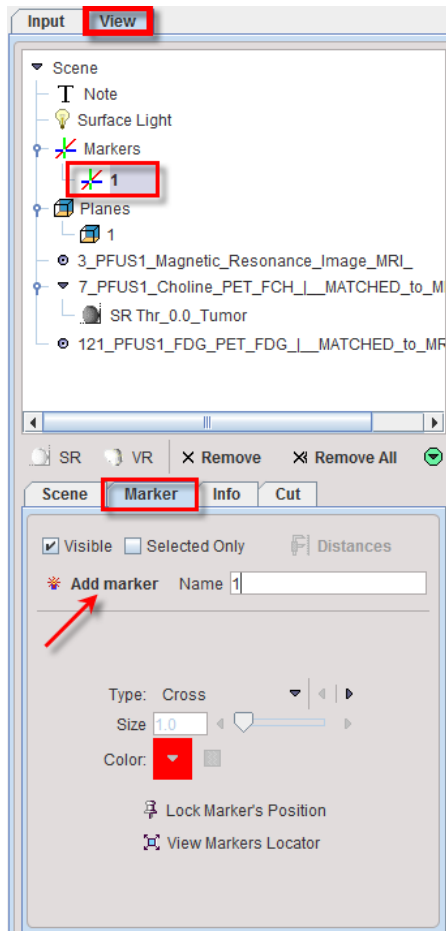 Input View
Scene
Note
Surface Light
Markers
1
Planes
1
3_PFUS1_Magnetic_Resonance_Image_MRI_
7_PFUS1_Choline_PET_FCH_|__MATCHED_to_M
SR Thr_0.0_Tumor
121_PFUS1_FDG_PET_FDG_|__MATCHED_to_MR
SR VR Remove Remove All
Scene Marker Info Cut
Visible Selected Only Distances
Add marker Name 1
Type: Cross
Size 1.0
Color:
Lock Marker's Position
View Markers Locator